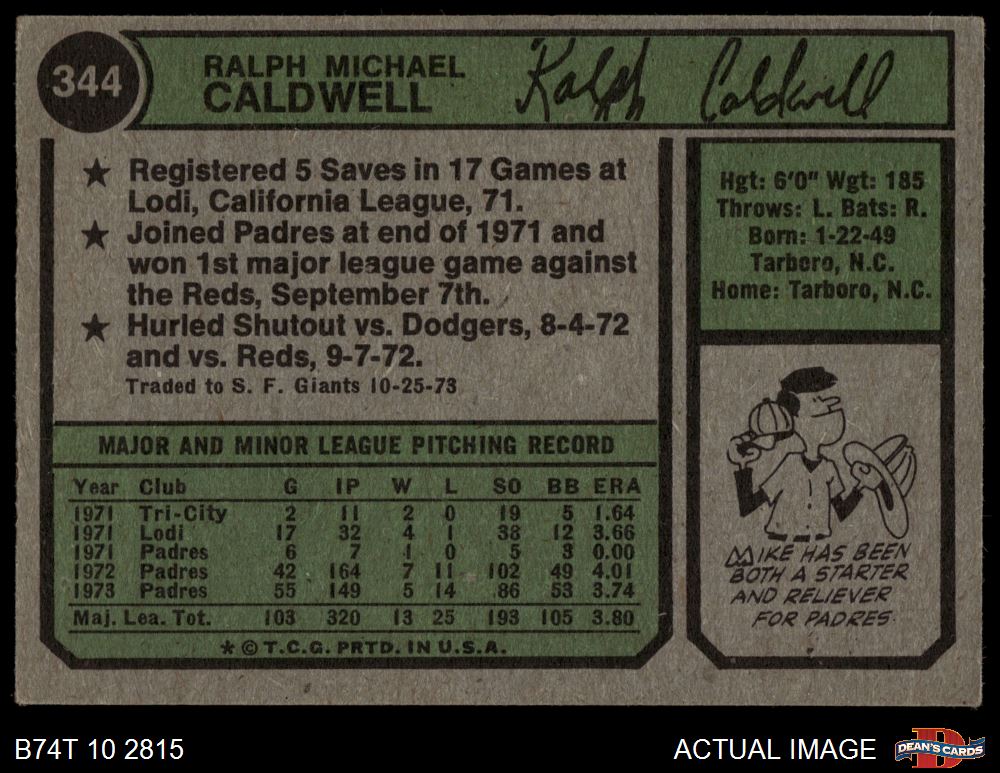 344
RALPH MICHAEL
CALDWELL
Ralph Caldwell
★ Registered 5 Saves in 17 Games at
Lodi, California League, 71.
★ Joined Padres at end of 1971 and
won 1st major league game against
the Reds, September 7th.
★ Hurled Shutout vs. Dodgers, 8-4-72
and vs. Reds, 9-7-72.
Traded to S. F. Giants 10-25-73
Hgt: 6'0" Wgt: 185
Throws: L. Bats: R.
Born: 1-22-49
Tarboro, N.C.
Home: Tarboro, N.C.
MAJOR AND MINOR LEAGUE PITCHING RECORD
Year Club G IP W L SO BB ERA
1971 Tri-City 2 11 2 0 19 5 1.64
1971 Lodi 17 32 4 1 38 12 3.66
1971 Padres 6 7 1 0 5 3 0.00
1972 Padres 42 164 7 11 102 49 4.01
1973 Padres 55 149 5 14 86 53 3.74
Maj. Lea. Tot. 103 320 13 25 193 105 3.80
* © T.C.G. PRTD. IN U.S.A.
MIKE HAS BEEN
BOTH A STARTER
AND RELIEVER
FOR PADRES.
B74T 10 2815
ACTUAL IMAGE
D
DEAN'S CARDS